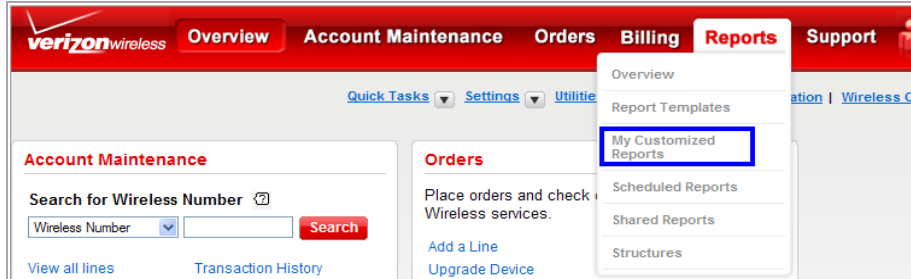 verizonwireless Overview Account Maintenance Orders Billing Reports Support
Quick Tasks Settings Wireless
Overview
Report Templates
My Customized
Reports
Scheduled Reports
Shared Reports
Structures
Account Maintenance
Search for Wireless Number
Wireless Number Search
View all lines Transaction History
Orders
Place orders and check
Wireless services.
Add a Line
Upgrade Device